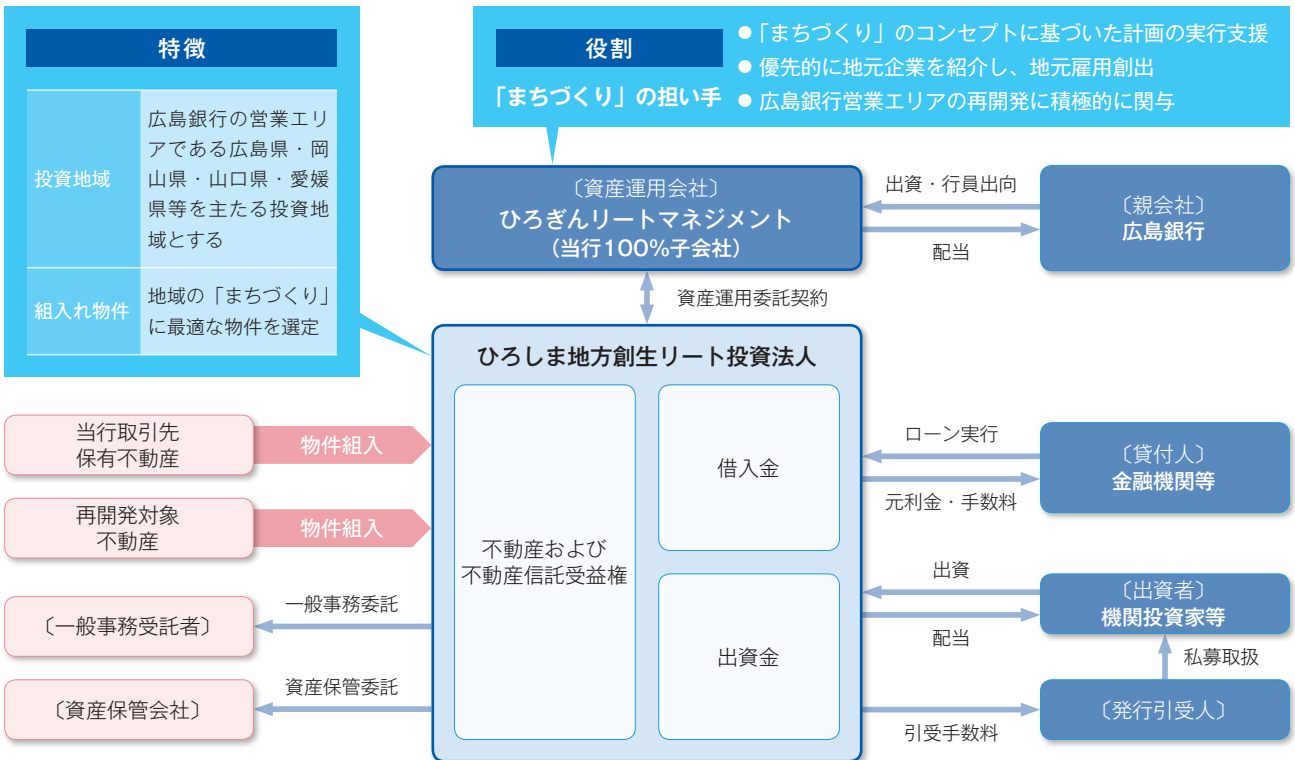 特徴
投資地域
広島銀行の営業エリ
アである広島県・岡
山県・山口県・愛媛
県等を主たる投資地
域とする
組入れ物件
地域の「まちづくり」
に最適な物件を選定
役割
「まちづくり」の担い手
●「まちづくり」のコンセプトに基づいた計画の実行支援
● 優先的に地元企業を紹介し、地元雇用創出
● 広島銀行営業エリアの再開発に積極的に関与
〔資産運用会社〕
ひろぎんリートマネジメント
（当行100%子会社）
出資・行員出向
配当
〔親会社〕
広島銀行
資産運用委託契約
ひろしま地方創生リート投資法人
不動産および
不動産信託受益権
借入金
出資金
当行取引先
保有不動産
物件組入
再開発対象
不動産
物件組入
〔一般事務受託者〕
一般事務委託
〔資産保管会社〕
資産保管委託
ローン実行
元利金・手数料
〔貸付人〕
金融機関等
出資
配当
〔出資者〕
機関投資家等
私募取扱
引受手数料
〔発行引受人〕